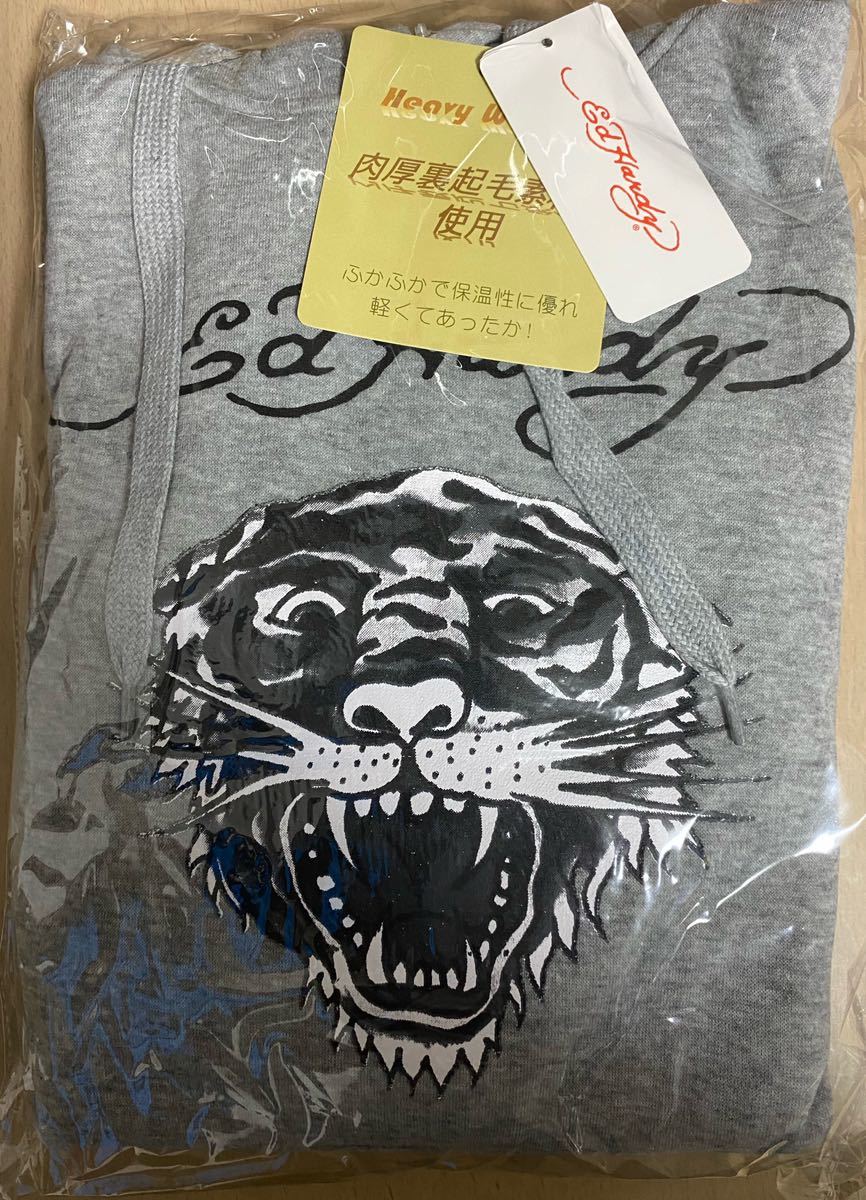 Heavy
肉厚裏起毛素
使用
ふかふかで保温性に優れ
軽くてあったか!
Ed Hardy®
Ed Hardy